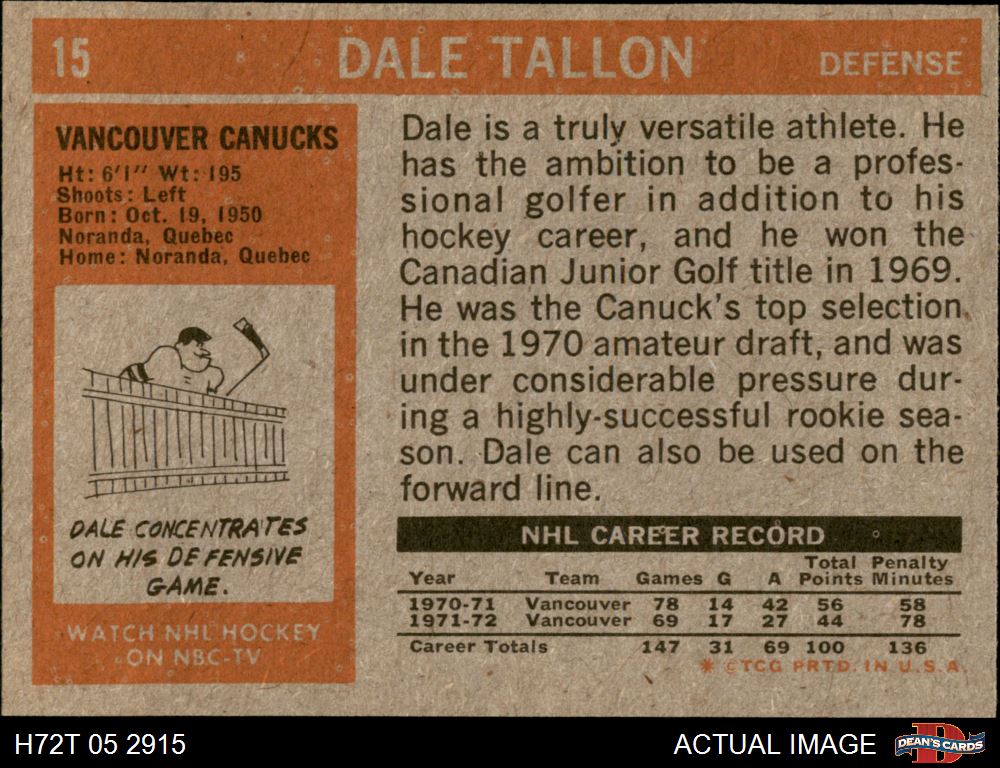 15 DALE TALLON DEFENSE
VANCOUVER CANUCKS
Ht: 6'1" Wt: 195
Shoots: Left
Born: Oct. 19, 1950
Noranda, Quebec
Home: Noranda, Quebec
DALE CONCENTRATES
ON HIS DEFENSIVE
GAME.
WATCH NHL HOCKEY
ON NBC-TV
Dale is a truly versatile athlete. He
has the ambition to be a profes-
sional golfer in addition to his
hockey career, and he won the
Canadian Junior Golf title in 1969.
He was the Canuck's top selection
in the 1970 amateur draft, and was
under considerable pressure dur-
ing a highly-successful rookie sea-
son. Dale can also be used on the
forward line.
NHL CAREER RECORD
Total Penalty
Year Team Games G A Points Minutes
1970-71 Vancouver 78 14 42 56 58
1971-72 Vancouver 69 17 27 44 78
Career Totals 147 31 69 100 136
* ©TCG PRTD. IN U.S.A.
H72T 05 2915 ACTUAL IMAGE DEAN'S CARDS